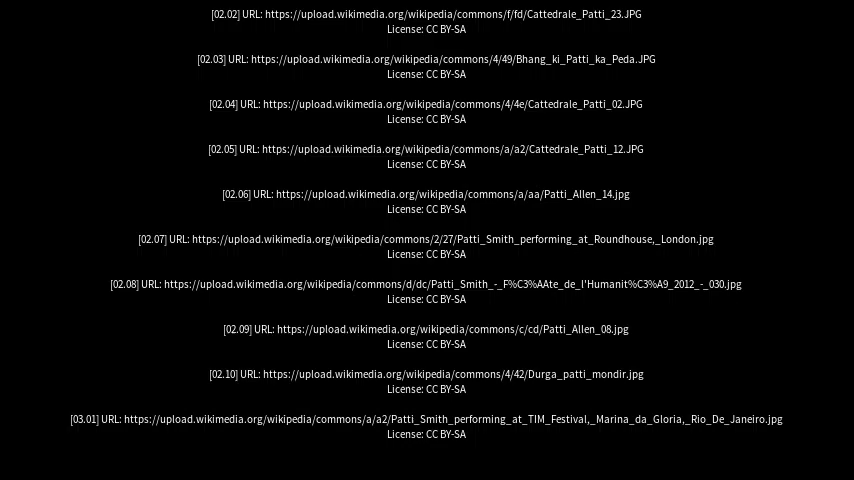 [02.02] URL: https://upload.wikimedia.org/wikipedia/commons/f/fd/Cattedrale_Patti_23.JPG
License: CC BY-SA
[02.03] URL: https://upload.wikimedia.org/wikipedia/commons/4/49/Bhang_ki_Patti_ka_Peda.JPG
License: CC BY-SA
[02.04] URL: https://upload.wikimedia.org/wikipedia/commons/4/4e/Cattedrale_Patti_02.JPG
License: CC BY-SA
[02.05] URL: https://upload.wikimedia.org/wikipedia/commons/a/a2/Cattedrale_Patti_12.JPG
License: CC BY-SA
[02.06] URL: https://upload.wikimedia.org/wikipedia/commons/a/aa/Patti_Allen_14.jpg
License: CC BY-SA
[02.07] URL: https://upload.wikimedia.org/wikipedia/commons/2/27/Patti_Smith_performing_at_Roundhouse,_London.jpg
License: CC BY-SA
[02.08] URL: https://upload.wikimedia.org/wikipedia/commons/d/dc/Patti_Smith_-_F%C3%AAte_de_l'Humanit%C3%A9_2012_-_030.jpg
License: CC BY-SA
[02.09] URL: https://upload.wikimedia.org/wikipedia/commons/c/cd/Patti_Allen_08.jpg
License: CC BY-SA
[02.10] URL: https://upload.wikimedia.org/wikipedia/commons/4/42/Durga_patti_mondir.jpg
License: CC BY-SA
[03.01] URL: https://upload.wikimedia.org/wikipedia/commons/a/a2/Patti_Smith_performing_at_TIM_Festival,_Marina_da_Gloria,_Rio_De_Janeiro.jpg
License: CC BY-SA